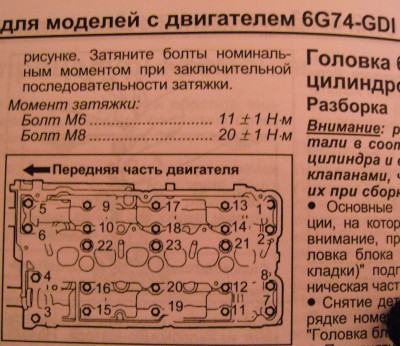 для моделей с двигателем 6G74-GDI
рисунке. Затяните болты номиналь-
ным моментом при заключительной
последовательности затяжки.
Момент затяжки:
Болт М6 ........................ 11 ± 1 Н·м
Болт М8 ........................ 20 ± 1 Н·м
Передняя часть двигателя
5 9 17 13 1
6 10 18 14 2
22 23 21
4 16 20 12 8
3 15 19 11 7
Головка
цилиндро
Разборка
Внимание:
тали в соот
цилиндра и
клапанами,
их при сбор
● Основные
ции, на кото
внимание, пр
ловка блока
кладки)" подг
ническая част
● Снятие дет
рядке номе
"Головка бл